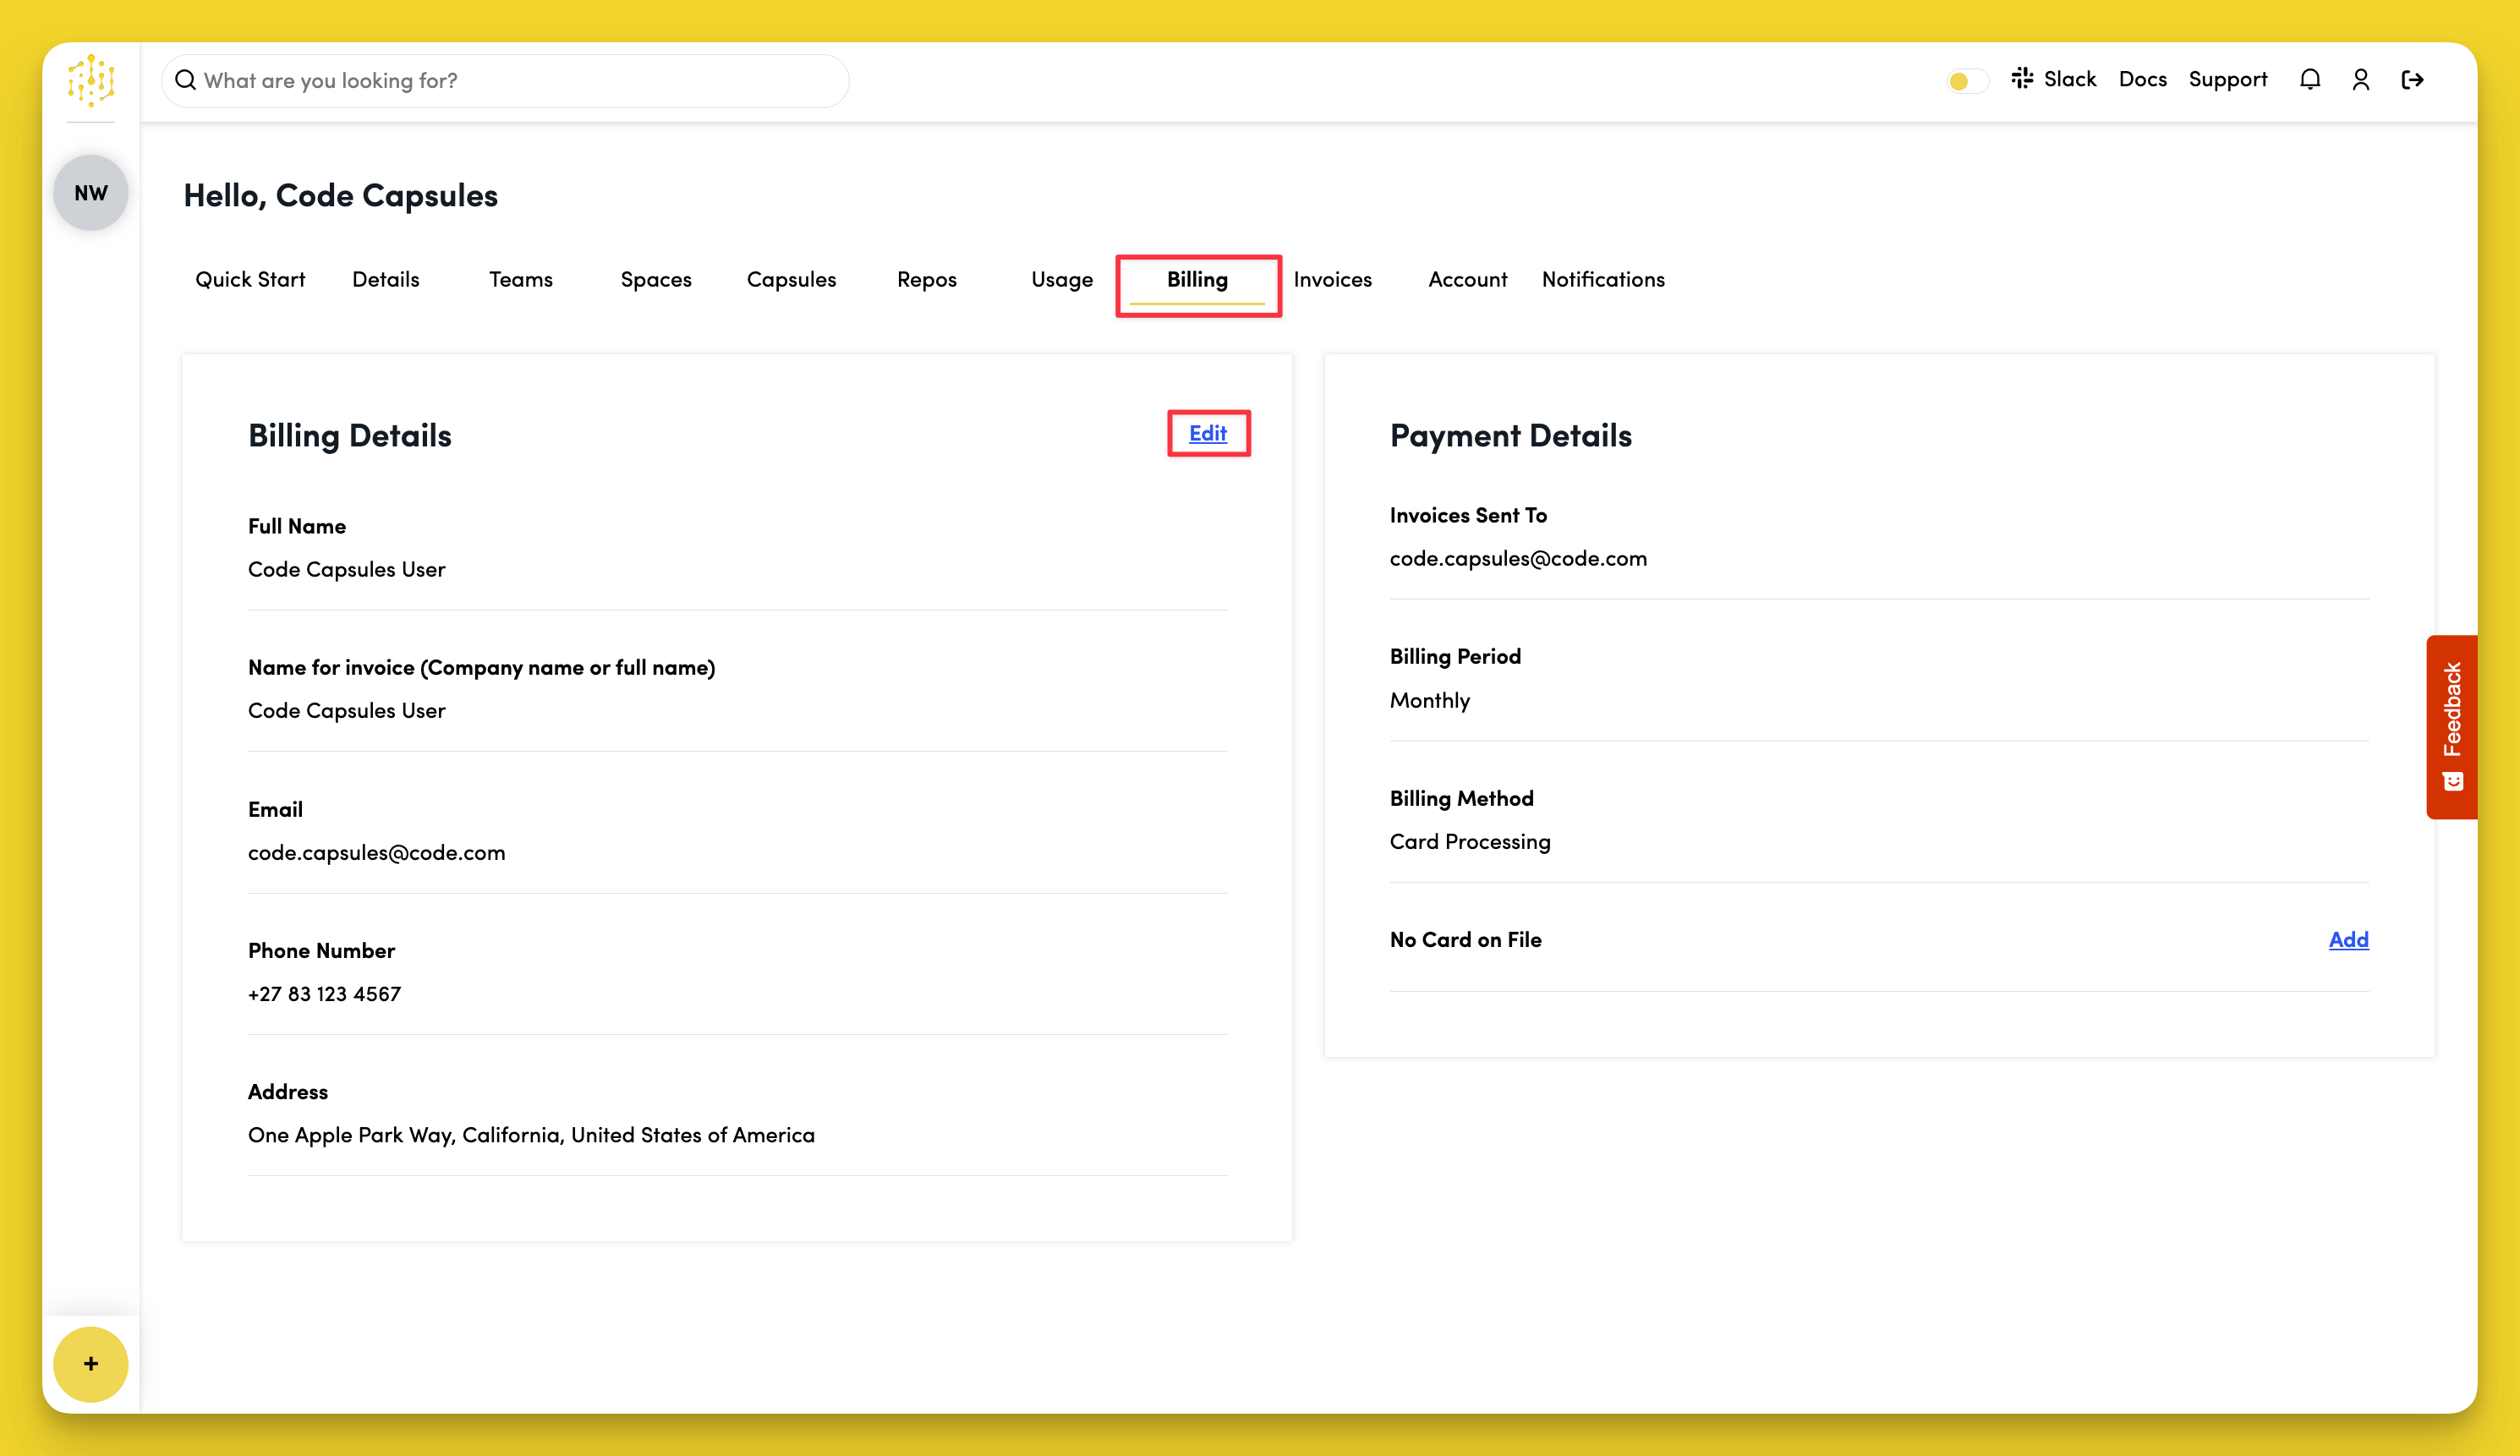 What are you looking for?
Slack Docs Support
NW
Hello, Code Capsules
Quick Start Details Teams Spaces Capsules Repos Usage Billing Invoices Account Notifications
Billing Details
Edit
Full Name
Code Capsules User
Name for invoice (Company name or full name)
Code Capsules User
Email
code.capsules@code.com
Phone Number
+27 83 123 4567
Address
One Apple Park Way, California, United States of America
Payment Details
Invoices Sent To
code.capsules@code.com
Billing Period
Monthly
Billing Method
Card Processing
No Card on File
Add
Feedback
+